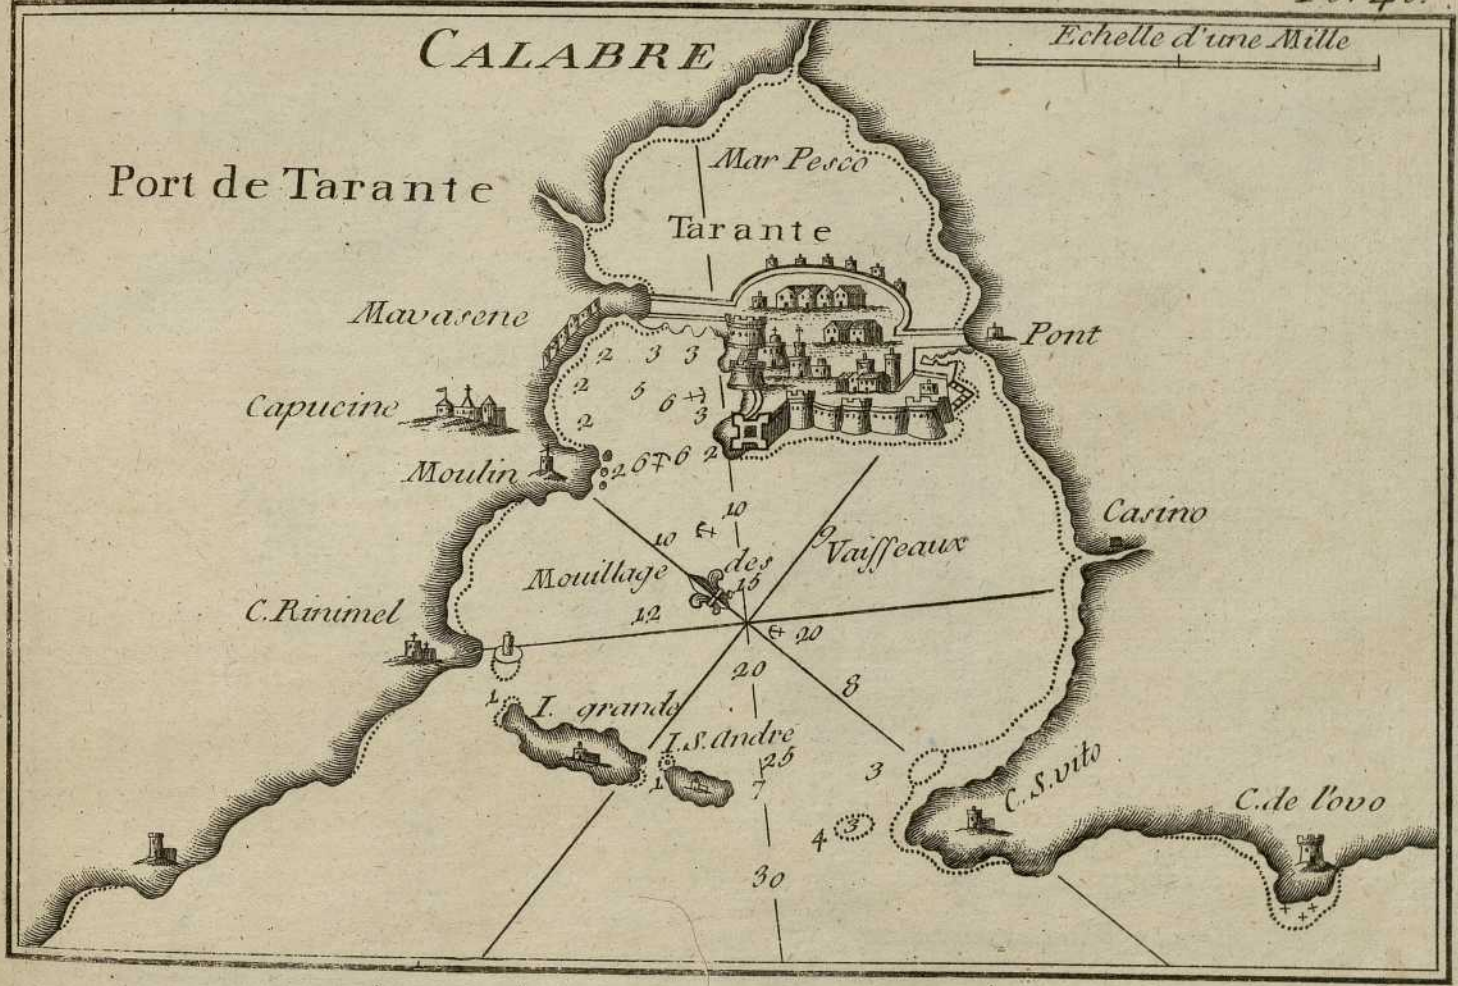 CALABRE
Echelle d'une Mille
Port de Tarante
Mar Pesco
Tarante
Mavasene
Pont
2 3 3
2 5 6
3
Capucine
2
Moulin
2 6 6 2
10
Casino
10
9
Vaisseaux
des
Mouillage
15
C. Rinimel
12
20
20
8
1
I. grande
I. S. Andre
25
3
1
7
C. S. vito
C. de l'ovo
4 3
30